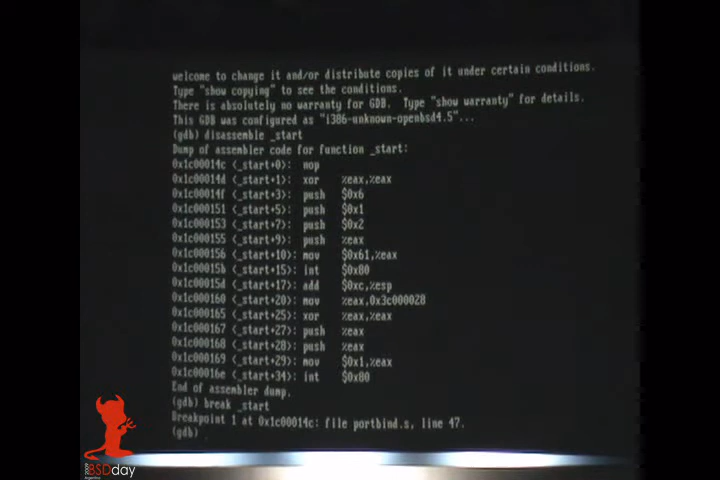 welcome to change it and/or distribute copies of it under certain conditions.
Type "show copying" to see the conditions.
There is absolutely no warranty for GDB.  Type "show warranty" for details.
This GDB was configured as "i386-unknown-openbsd4.5"...
(gdb) disassemble _start
Dump of assembler code for function _start:
0x1c00014c <_start+0>: nop
0x1c00014d <_start+1>: xor %eax,%eax
0x1c00014f <_start+3>: push $0x6
0x1c000151 <_start+5>: push $0x1
0x1c000153 <_start+7>: push $0x2
0x1c000155 <_start+9>: push %eax
0x1c000156 <_start+10>: mov $0x61,%eax
0x1c00015b <_start+15>: int $0x80
0x1c00015d <_start+17>: add $0xc,%esp
0x1c000160 <_start+20>: mov %eax,0x3c000028
0x1c000165 <_start+25>: xor %eax,%eax
0x1c000167 <_start+27>: push %eax
0x1c000168 <_start+28>: push %eax
0x1c000169 <_start+29>: mov $0x1,%eax
0x1c00016e <_start+34>: int $0x80
End of assembler dump.
(gdb) break _start
Breakpoint 1 at 0x1c00014c: file portbind.s, line 47.
(gdb)
2009
BSDday
Argentina